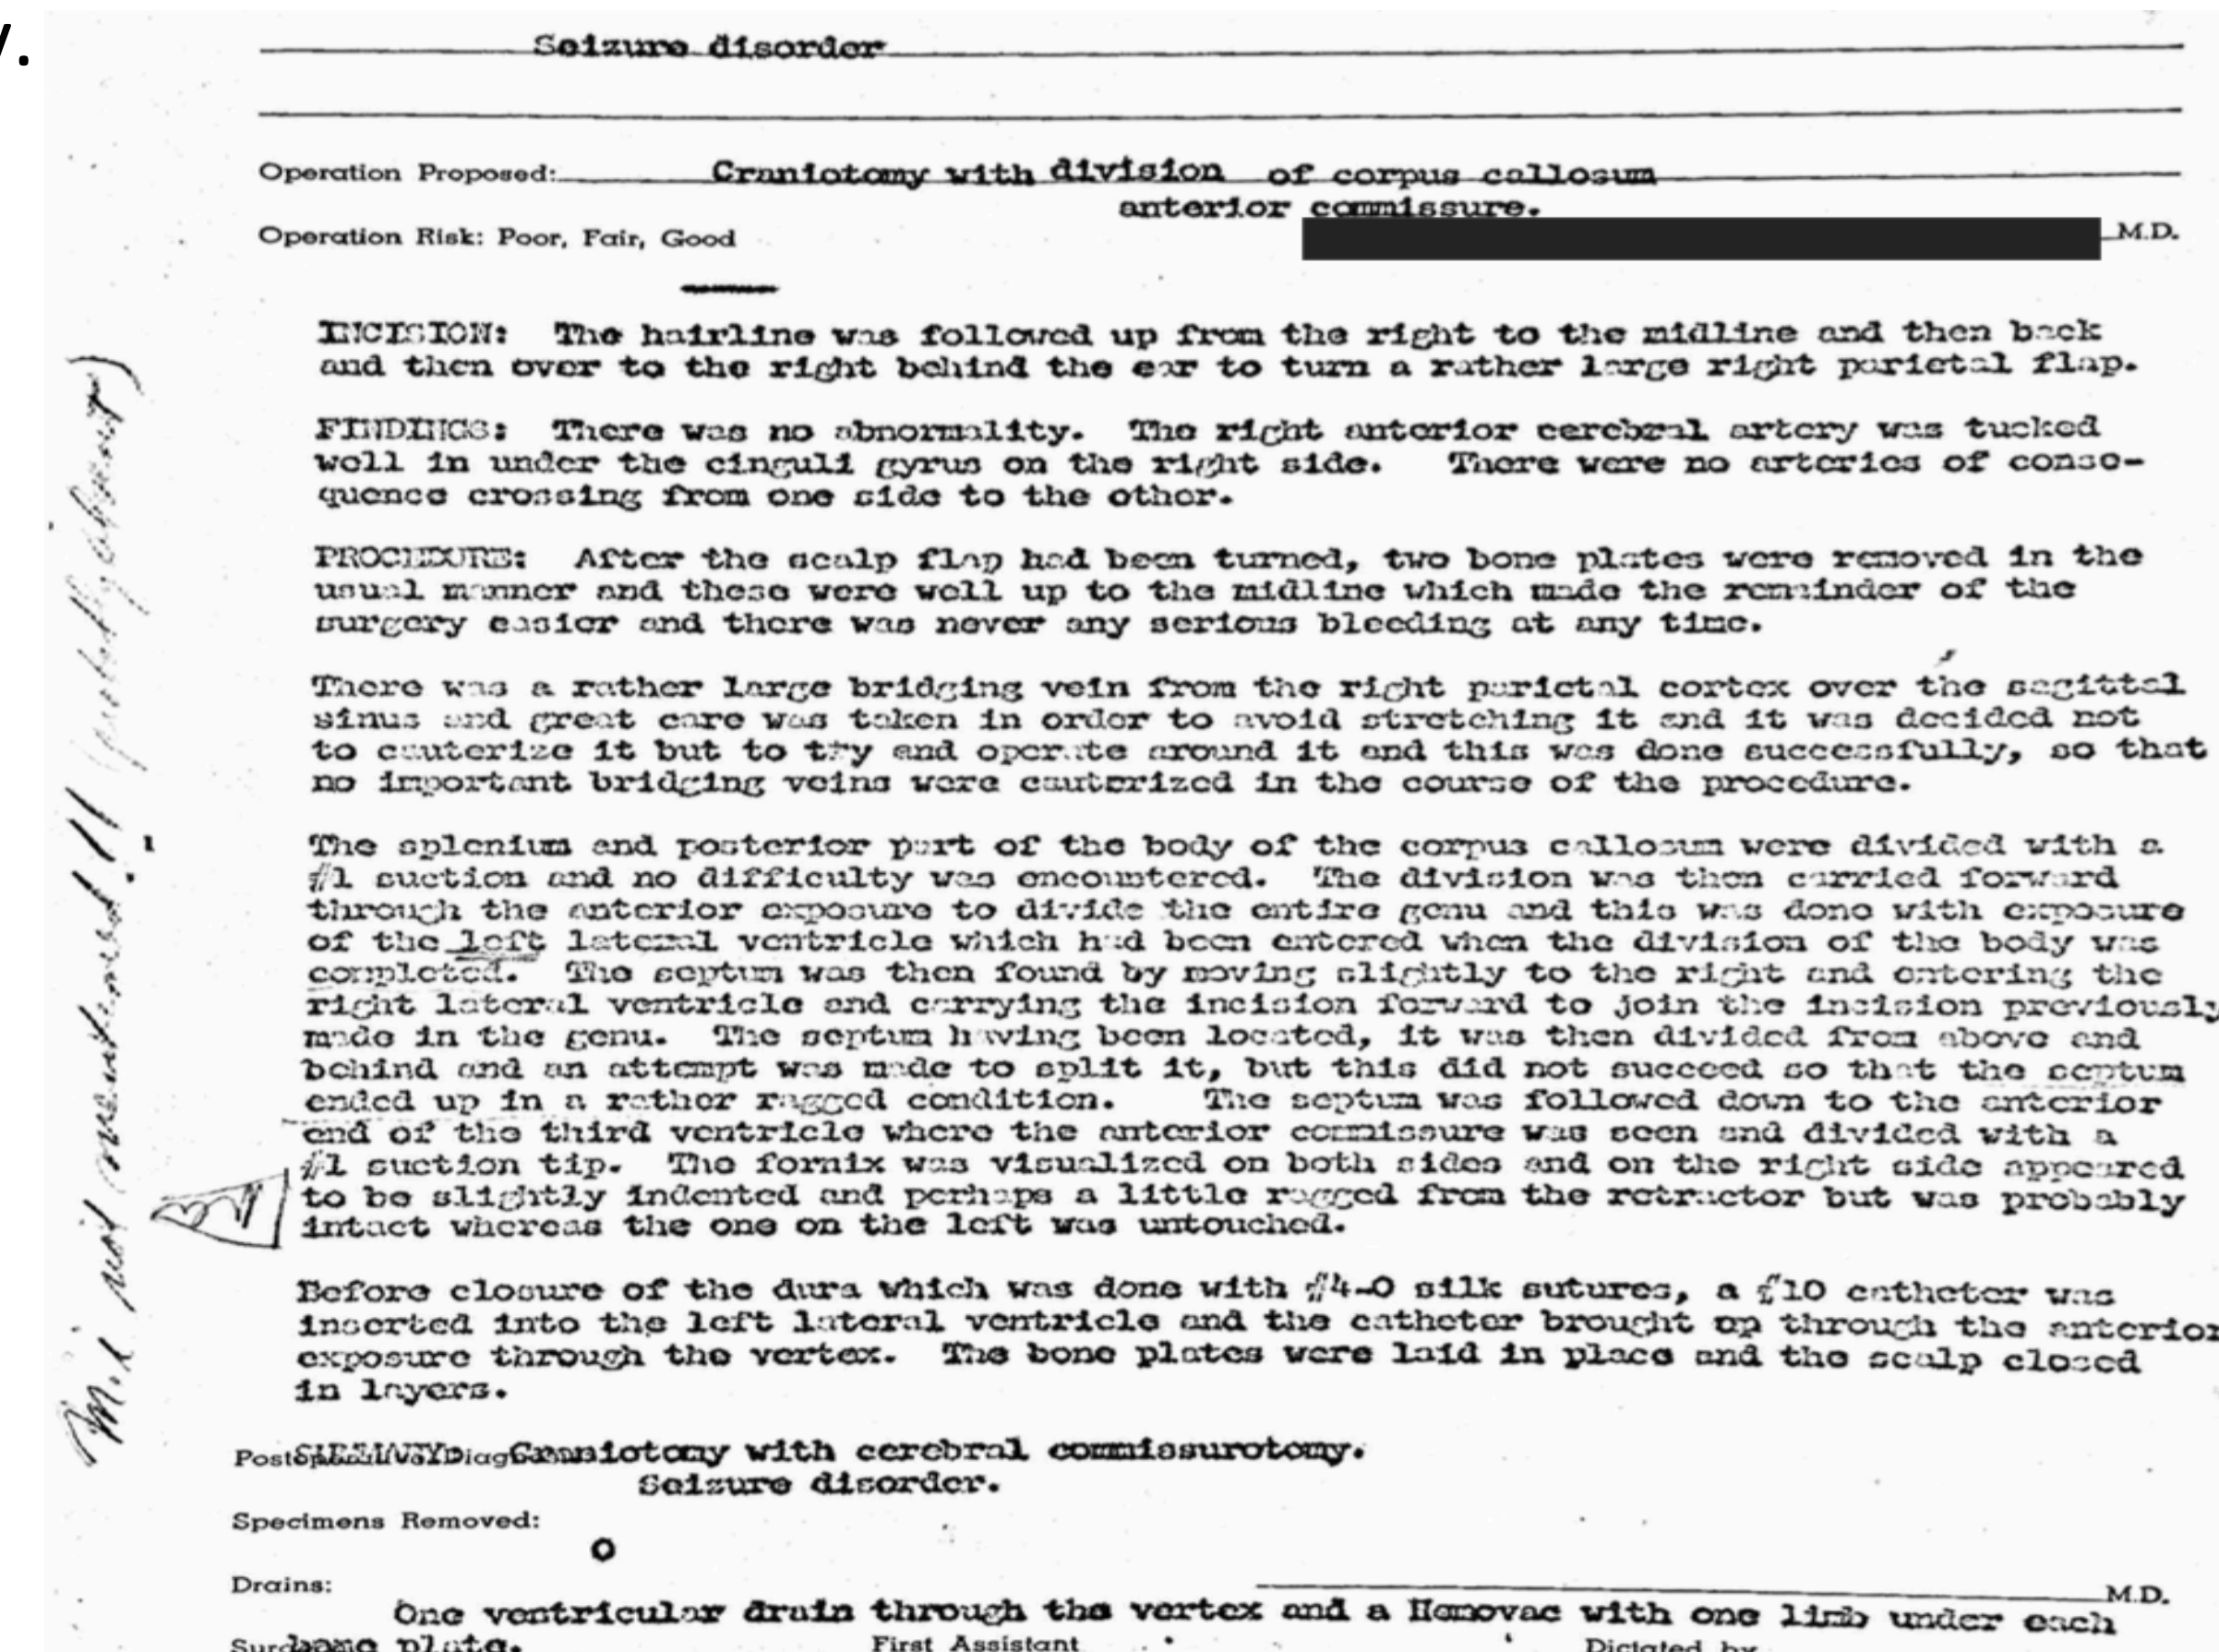 Seizure disorder
Operation Proposed: Craniotomy with division of corpus callosum
anterior commissure.
Operation Risk: Poor, Fair, Good
M.D.
INCISION: The hairline was followed up from the right to the midline and then back
and then over to the right behind the ear to turn a rather large right parietal flap.
FINDINGS: There was no abnormality. The right anterior cerebral artery was tucked
well in under the cinguli gyrus on the right side. There were no arteries of conse-
quence crossing from one side to the other.
PROCEDURE: After the scalp flap had been turned, two bone plates were removed in the
usual manner and these were well up to the midline which made the remainder of the
surgery easier and there was never any serious bleeding at any time.
There was a rather large bridging vein from the right parietal cortex over the sagittal
sinus and great care was taken in order to avoid stretching it and it was decided not
to cauterize it but to try and operate around it and this was done successfully, so that
no important bridging veins were cauterized in the course of the procedure.
The splenium and posterior part of the body of the corpus callosum were divided with a
#1 suction and no difficulty was encountered. The division was then carried forward
through the anterior exposure to divide the entire genu and this was done with exposure
of the left lateral ventricle which had been entered when the division of the body was
completed. The septum was then found by moving slightly to the right and entering the
right lateral ventricle and carrying the incision forward to join the incision previously
made in the genu. The septum having been located, it was then divided from above and
behind and an attempt was made to split it, but this did not succeed so that the septum
ended up in a rather ragged condition. The septum was followed down to the anterior
end of the third ventricle where the anterior commissure was seen and divided with a
#1 suction tip. The fornix was visualized on both sides and on the right side appeared
to be slightly indented and perhaps a little ragged from the retractor but was probably
intact whereas the one on the left was untouched.
Before closure of the dura which was done with #4-0 silk sutures, a #10 catheter was
inserted into the left lateral ventricle and the catheter brought up through the anterior
exposure through the vertex. The bone plates were laid in place and the scalp closed
in layers.
SUMMARY: Craniotomy with cerebral commissurotomy.
Seizure disorder.
Specimens Removed:
0
Drains:
M.D.
One ventricular drain through the vertex and a Hemovac with one limb under each
bone plate.
First Assistant
Dictated by
M.I. not mentioned!! (probably absent)